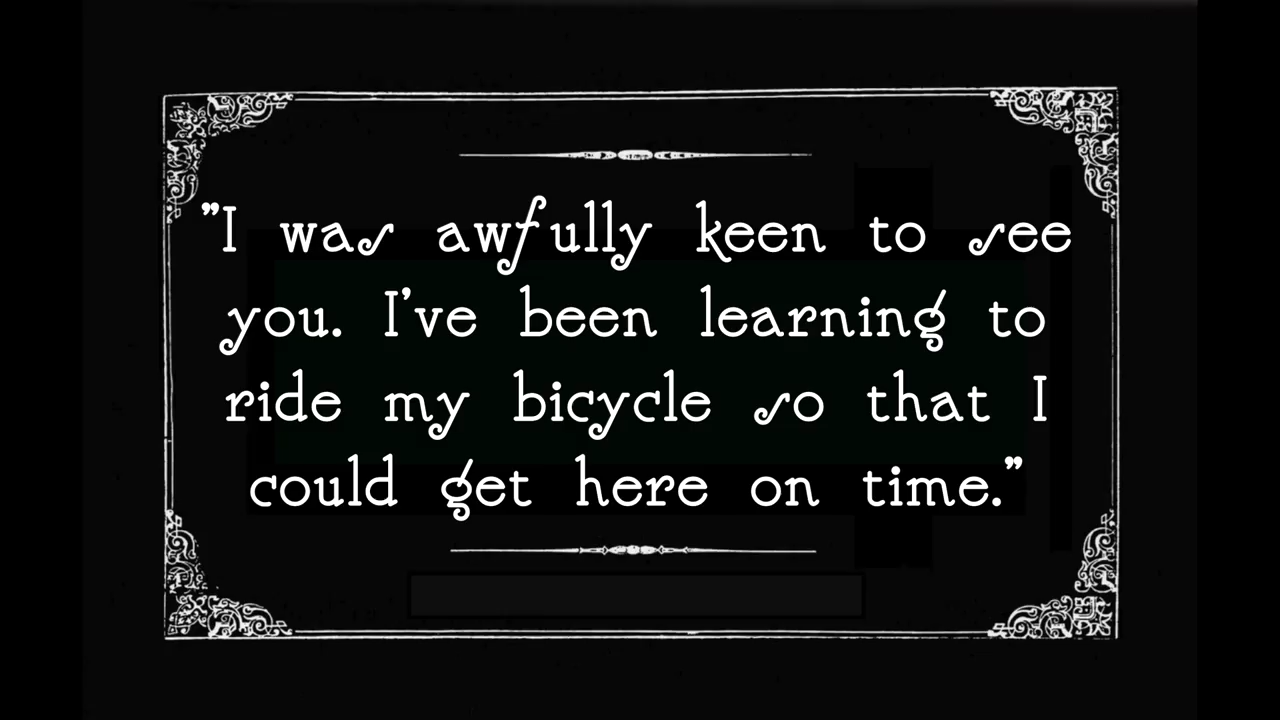 "I was awfully keen to see
you. I've been learning to
ride my bicycle so that I
could get here on time."